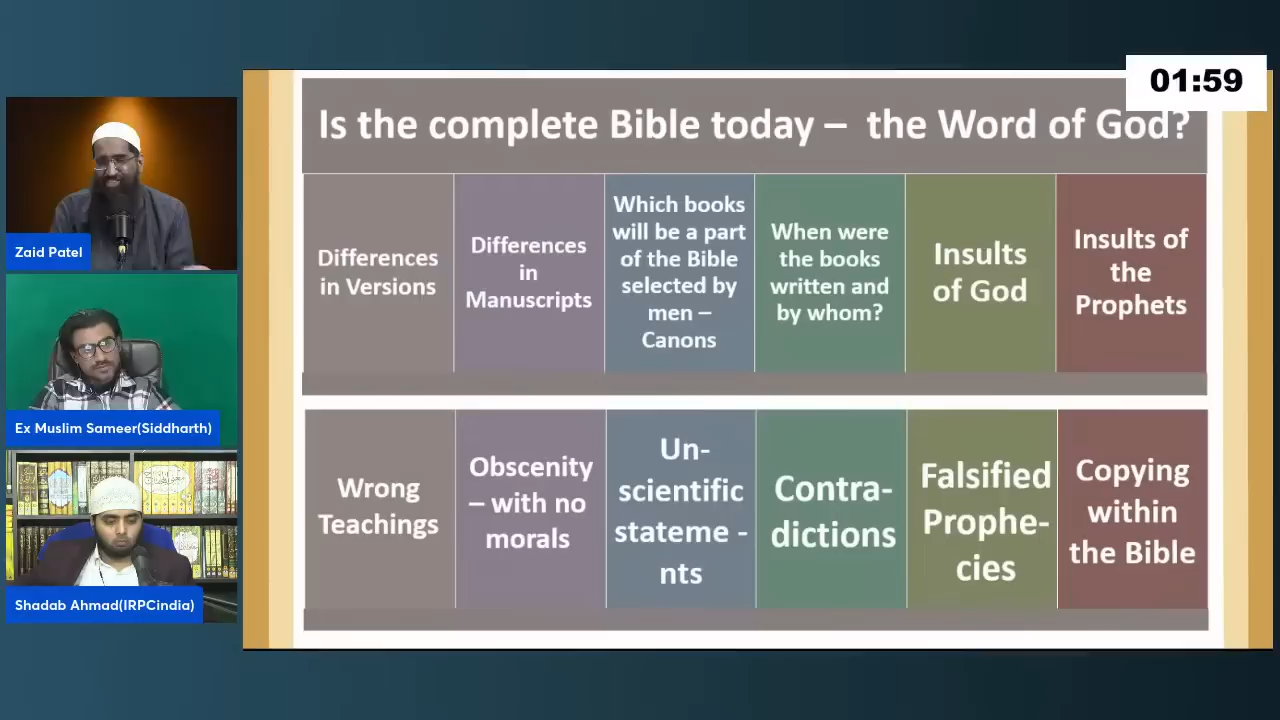 01:59
Is the complete Bible today – the Word of God?
Differences
in Versions
Differences
in
Manuscripts
Which books
will be a part
of the Bible
selected by
men –
Canons
When were
the books
written and
by whom?
Insults
of God
Insults of
the
Prophets
Wrong
Teachings
Obscenity
– with no
morals
Un-
scientific
stateme -
nts
Contra-
dictions
Falsified
Prophe-
cies
Copying
within
the Bible
Zaid Patel
Ex Muslim Sameer(Siddharth)
Shadab Ahmad(IRPCindia)